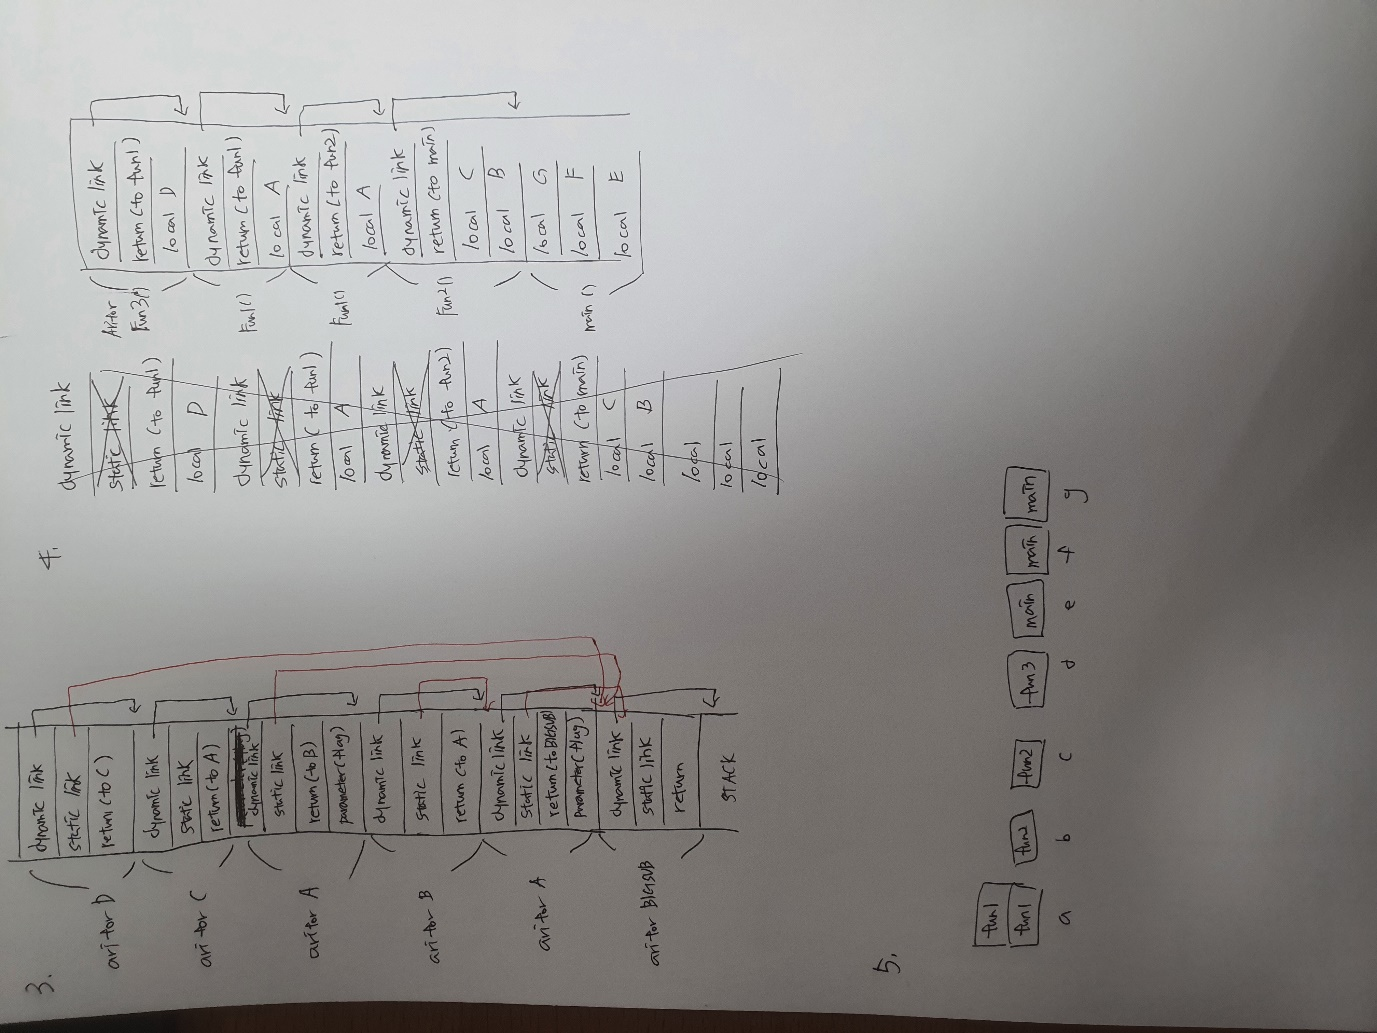 3.
ari for D
dynamic link
static link
return (to C)
ari for C
dynamic link
static link
return (to A)
ari for A
dynamic link
static link
return (to B)
parameter (flag)
ari for B
dynamic link
static link
return (to A)
ari for A
dynamic link
static link
return (to BIGSUB)
parameter (flag)
ari for BIGSUB
dynamic link
static link
return
STACK
4.
dynamic link
static link
return (to fun1)
local D
dynamic link
static link
return (to fun1)
local A
dynamic link
static link
return (to fun2)
local A
dynamic link
static link
return (to main)
local C
local B
local
local
local
Ari for
Fun3()
dynamic link
return (to fun1)
local D
Fun1()
dynamic link
return (to fun1)
local A
Fun1()
dynamic link
return (to fun2)
local A
Fun2()
dynamic link
return (to main)
local C
local B
main ()
local G
local F
local E
5.
fun1
fun1 fun2 fun2 fun3 main main main
a b c d e f g